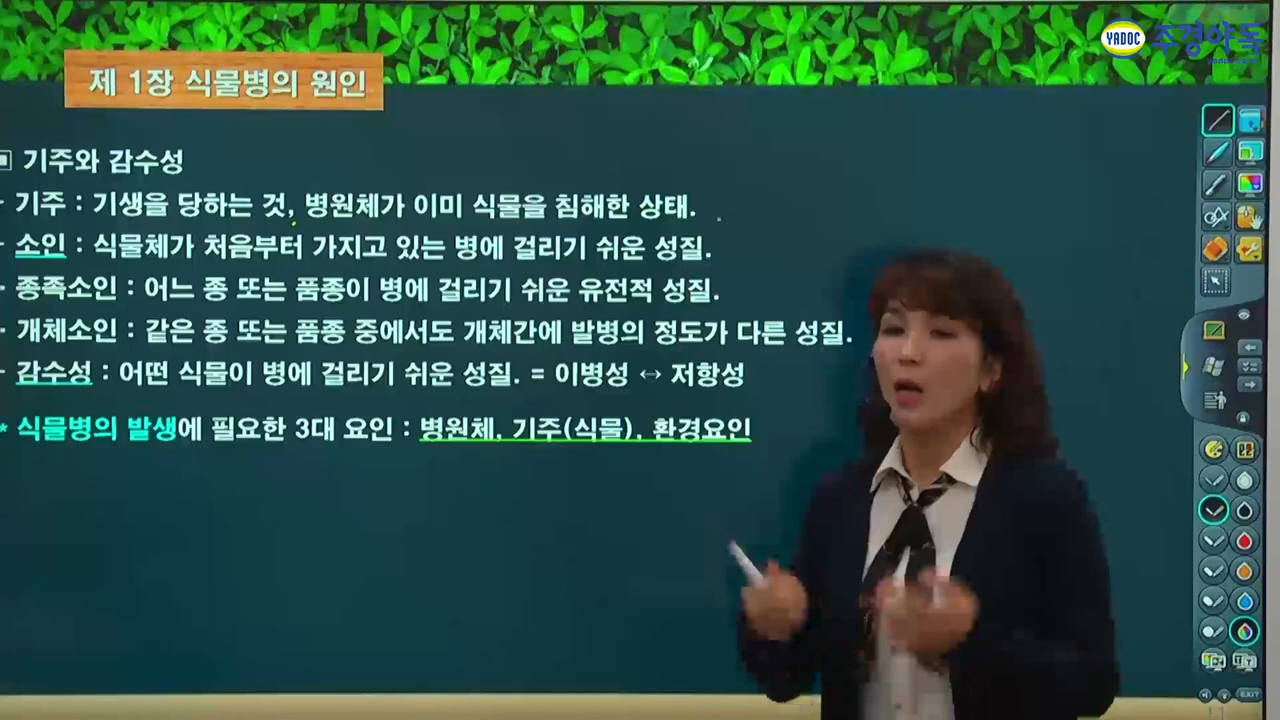 YADOC 주경야독
제 1장 식물병의 원인
▣ 기주와 감수성
- 기주 : 기생을 당하는 것, 병원체가 이미 식물을 침해한 상태.
- 소인 : 식물체가 처음부터 가지고 있는 병에 걸리기 쉬운 성질.
- 종족소인 : 어느 종 또는 품종이 병에 걸리기 쉬운 유전적 성질.
- 개체소인 : 같은 종 또는 품종 중에서도 개체간에 발병의 정도가 다른 성질.
- 감수성 : 어떤 식물이 병에 걸리기 쉬운 성질. = 이병성 ↔ 저항성
* 식물병의 발생에 필요한 3대 요인 : 병원체, 기주(식물), 환경요인
EXIT